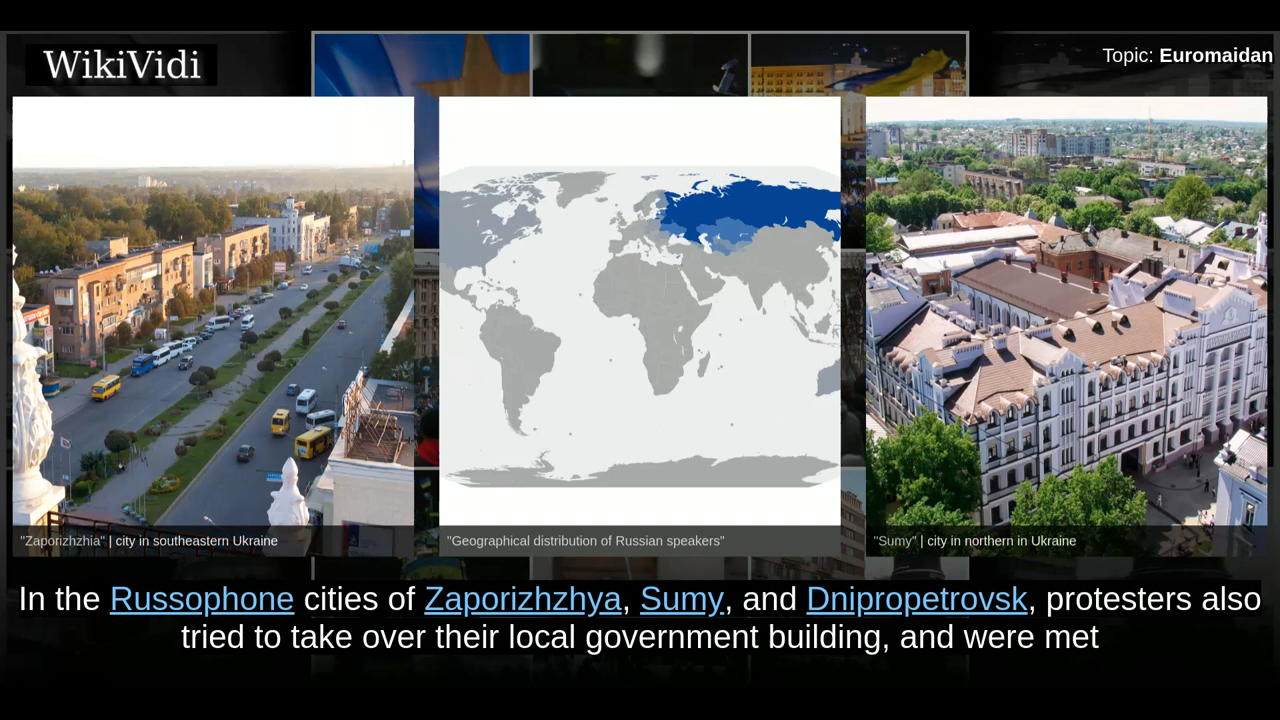 WikiVidi
Topic: Euromaidan
"Zaporizhzhia" | city in southeastern Ukraine
"Geographical distribution of Russian speakers"
"Sumy" | city in northern in Ukraine
In the Russophone cities of Zaporizhzhya, Sumy, and Dnipropetrovsk, protesters also
tried to take over their local government building, and were met